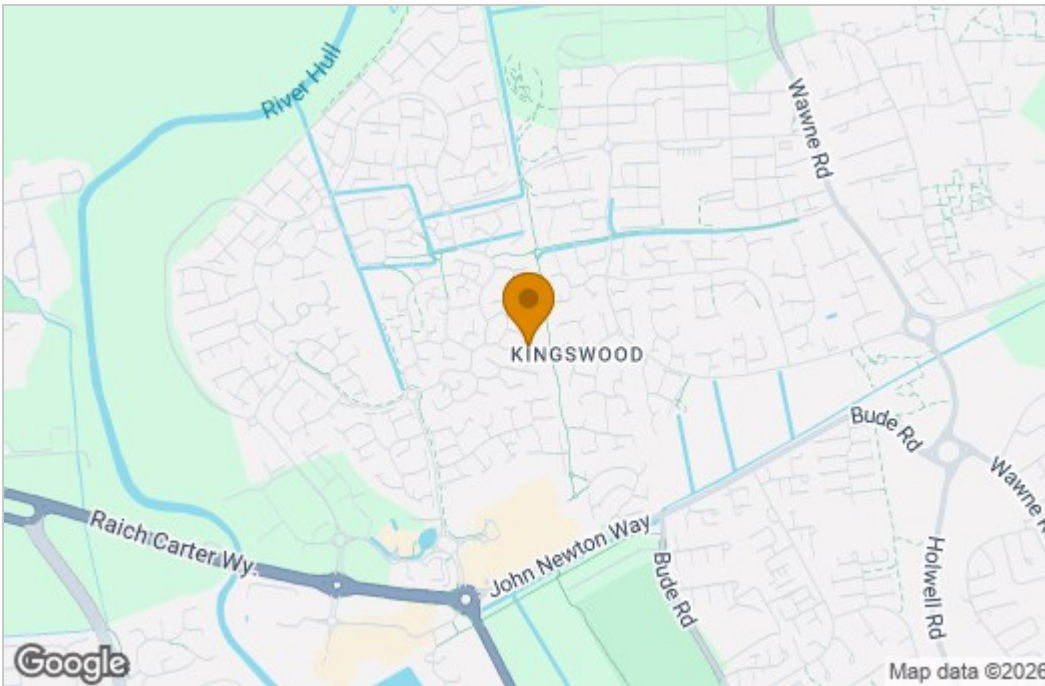 River Hull
Wawne Rd
KINGSWOOD
Bude Rd
Wawne R
Raich Carter Wy.
John Newton Way
Bude Rd
Holwell Rd
Google
Map data ©2026